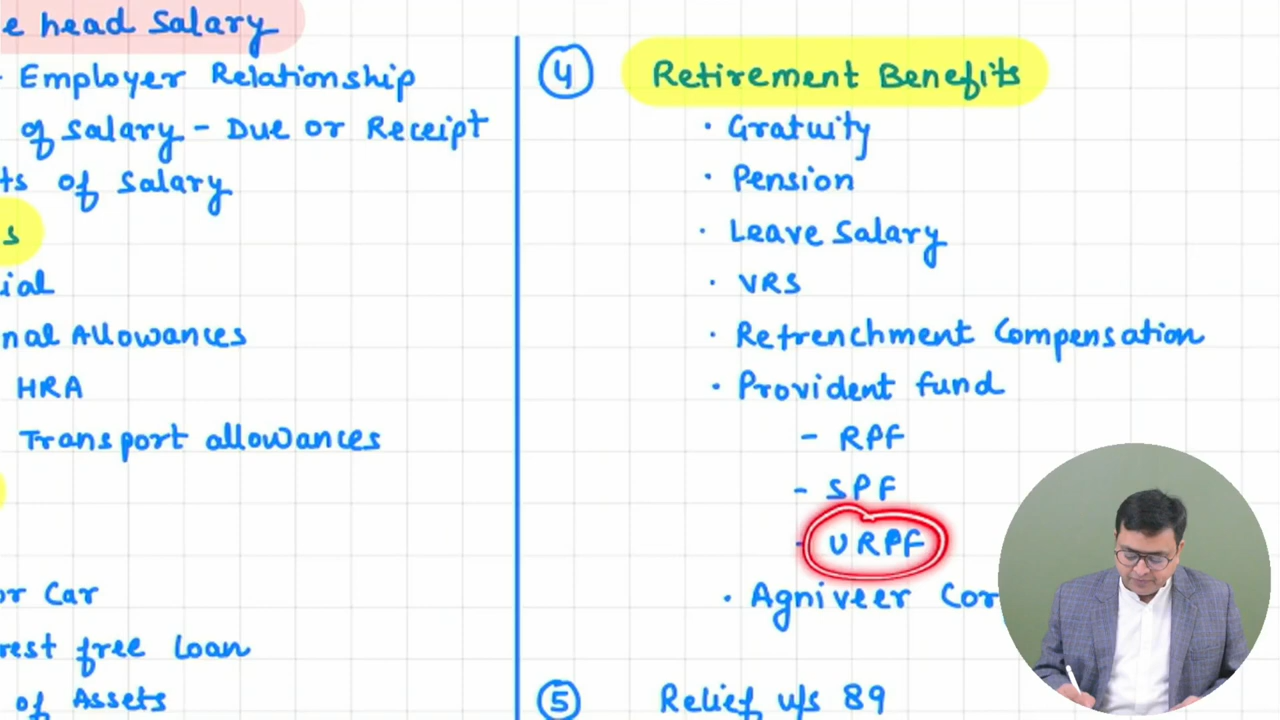 e head Salary
Employer Relationship
of salary - Due or Receipt
ts of Salary
s
ial
nal Allowances
HRA
Transport allowances
or Car
rest free Loan
of Assets
4 Retirement Benefits
· Gratuity
· Pension
· Leave Salary
· VRS
· Retrenchment Compensation
· Provident fund
- RPF
- SPF
- URPF
· Agniveer Cor
5 Relief u/s 89